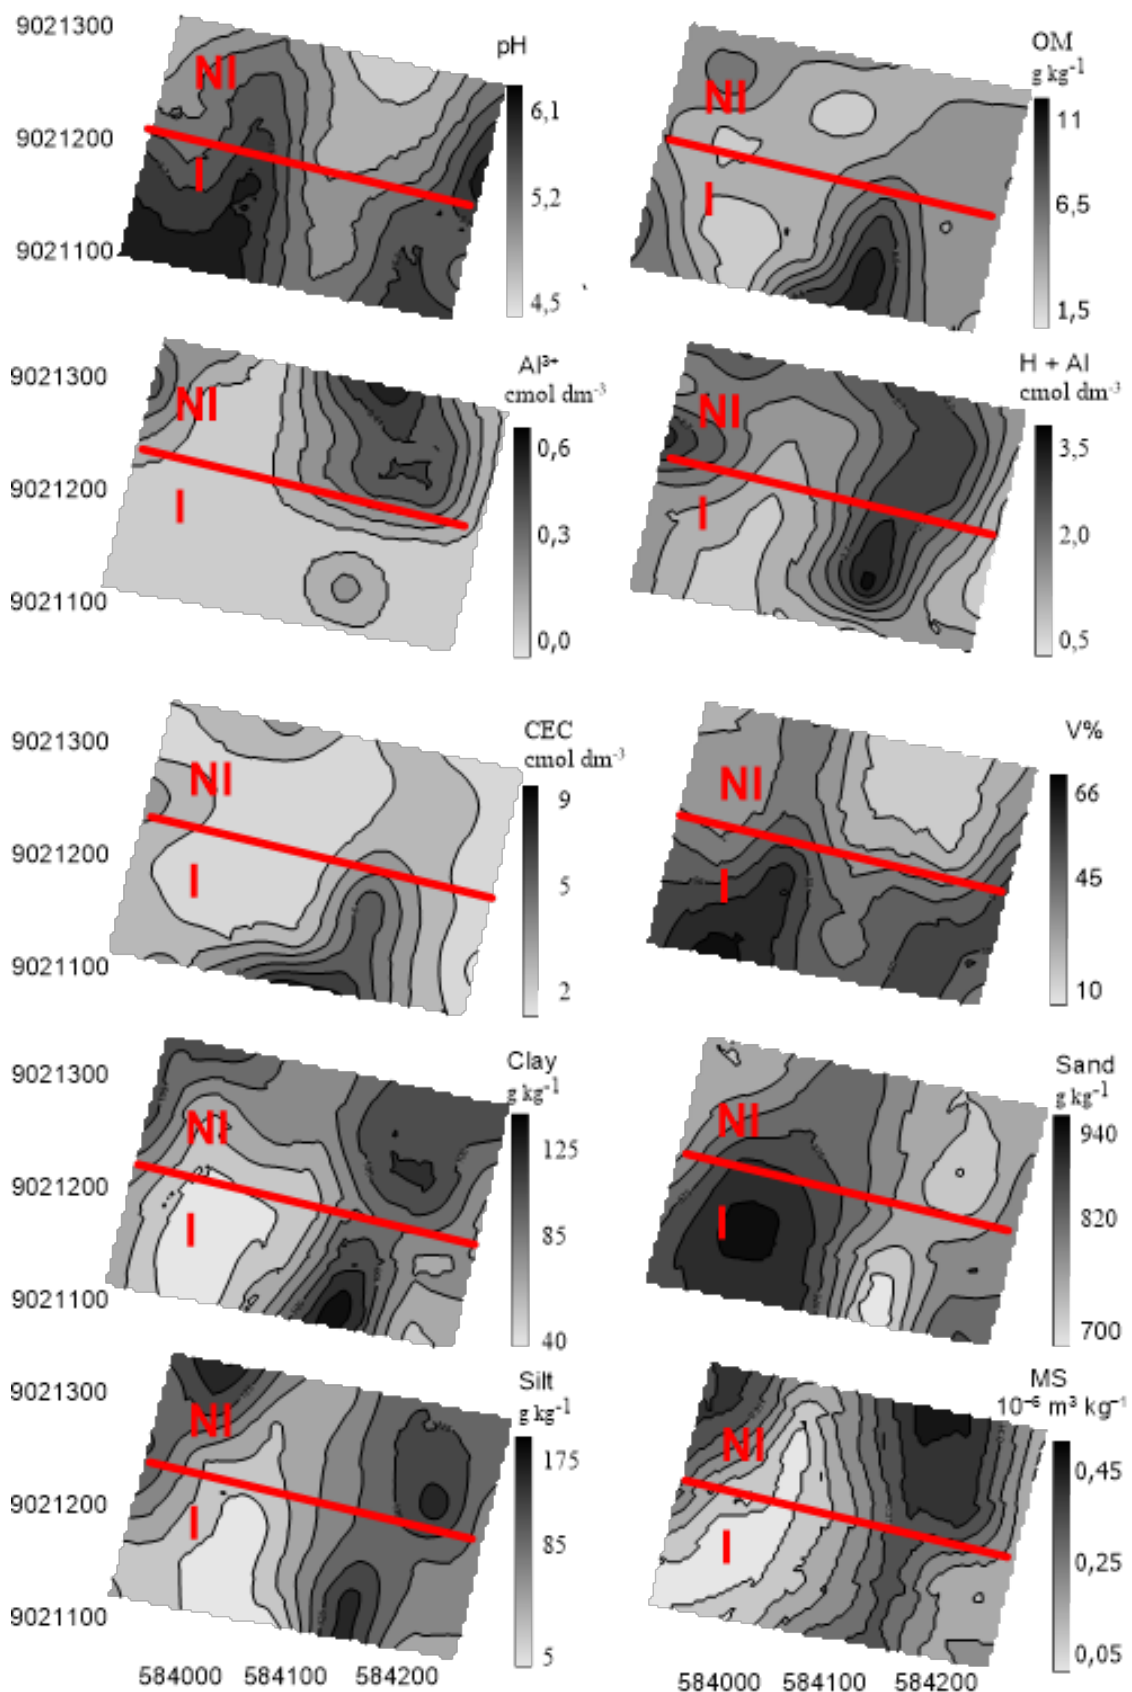 9021300
9021200
9021100
pH
6,1
5,2
4,5
NI
I
OM
g kg⁻¹
11
6,5
1,5
NI
I
9021300
9021200
9021100
Al³⁺
cmol dm⁻³
0,6
0,3
0,0
NI
I
H + Al
cmol dm⁻³
3,5
2,0
0,5
NI
I
9021300
9021200
9021100
CEC
cmol dm⁻³
9
5
2
NI
I
V%
66
45
10
NI
I
9021300
9021200
9021100
Clay
g kg⁻¹
125
85
40
NI
I
Sand
g kg⁻¹
940
820
700
NI
I
9021300
9021200
9021100
Silt
g kg⁻¹
175
85
5
NI
I
MS
10⁻⁶ m³ kg⁻¹
0,45
0,25
0,05
NI
I
584000 584100 584200
584000 584100 584200